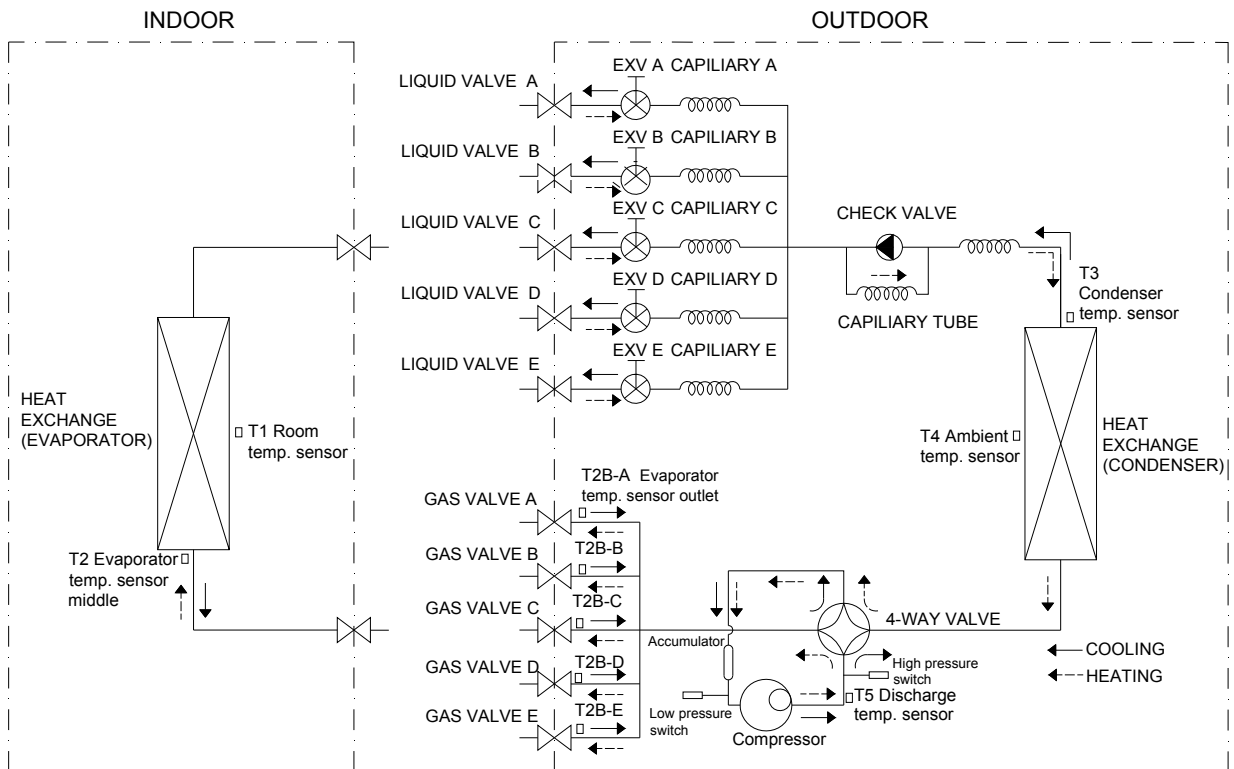 INDOOR
OUTDOOR
LIQUID VALVE A
EXV A CAPILIARY A
LIQUID VALVE B
EXV B CAPILIARY B
LIQUID VALVE C
EXV C CAPILIARY C
LIQUID VALVE D
EXV D CAPILIARY D
LIQUID VALVE E
EXV E CAPILIARY E
CHECK VALVE
CAPILIARY TUBE
T3
Condenser
temp. sensor
HEAT
EXCHANGE
(EVAPORATOR)
T1 Room
temp. sensor
T4 Ambient
temp. sensor
HEAT
EXCHANGE
(CONDENSER)
T2 Evaporator
temp. sensor
middle
T2B-A Evaporator
temp. sensor outlet
GAS VALVE A
GAS VALVE B
T2B-B
GAS VALVE C
T2B-C
GAS VALVE D
T2B-D
GAS VALVE E
T2B-E
Accumulator
4-WAY VALVE
High pressure
switch
T5 Discharge
temp. sensor
Low pressure
switch
Compressor
COOLING
HEATING